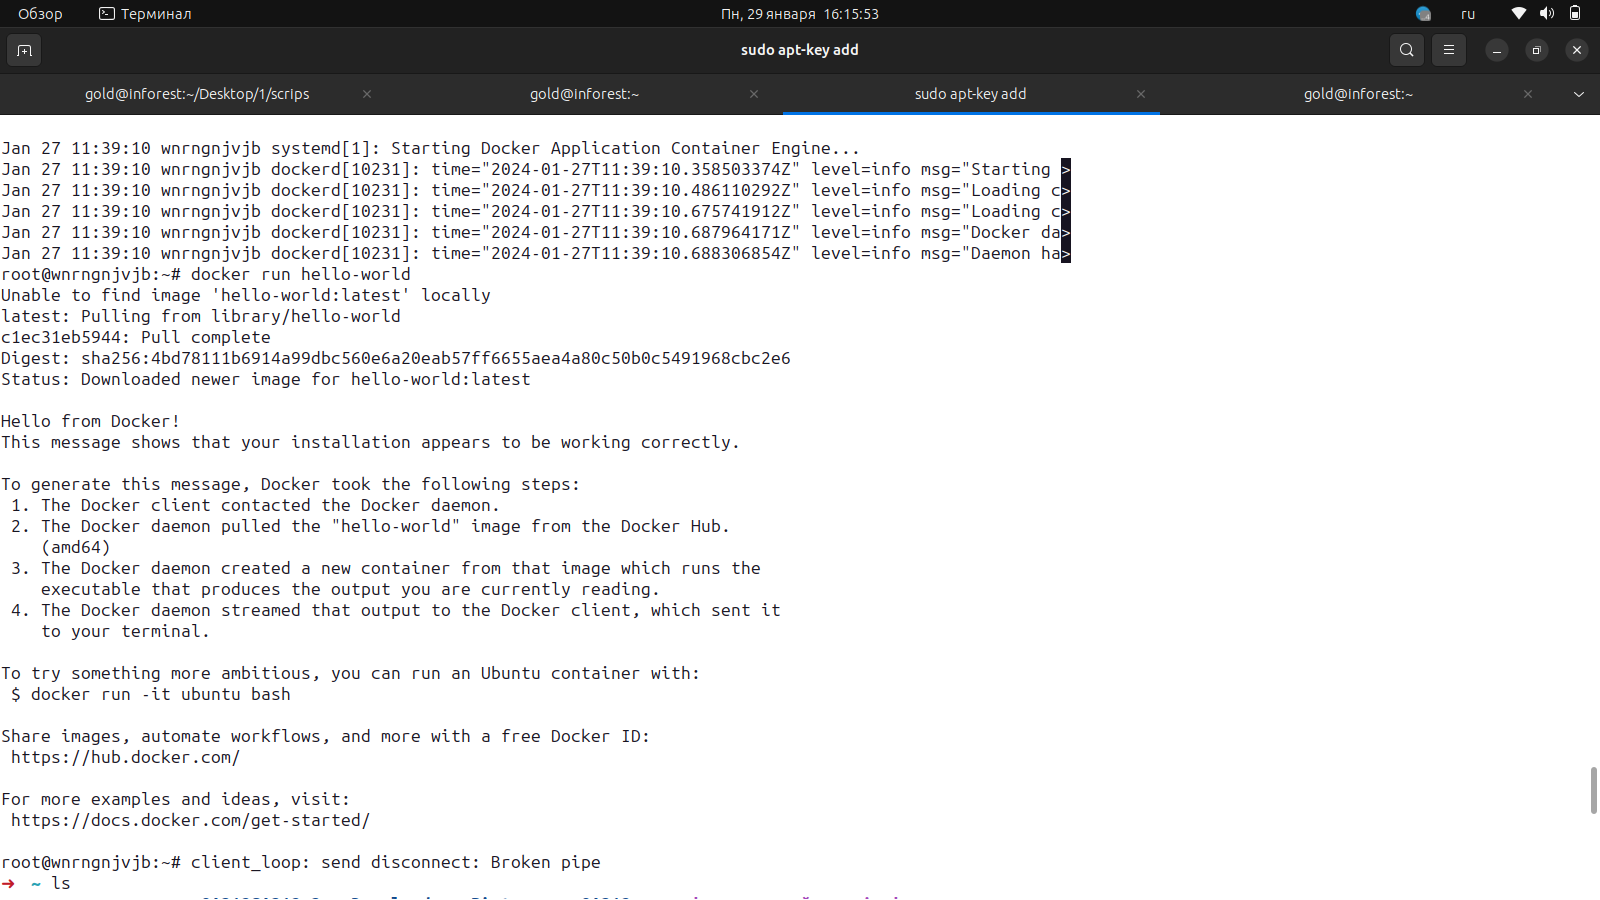 Обзор
Терминал
Пн, 29 января 16:15:53
ru
sudo apt-key add
gold@Inforest:~/Desktop/1/scrips
gold@Inforest:~
sudo apt-key add
gold@Inforest:~
Jan 27 11:39:10 wnrngnjvjb systemd[1]: Starting Docker Application Container Engine...
Jan 27 11:39:10 wnrngnjvjb dockerd[10231]: time="2024-01-27T11:39:10.358503374Z" level=info msg="Starting >
Jan 27 11:39:10 wnrngnjvjb dockerd[10231]: time="2024-01-27T11:39:10.486110292Z" level=info msg="Loading c>
Jan 27 11:39:10 wnrngnjvjb dockerd[10231]: time="2024-01-27T11:39:10.675741912Z" level=info msg="Loading c>
Jan 27 11:39:10 wnrngnjvjb dockerd[10231]: time="2024-01-27T11:39:10.687964171Z" level=info msg="Docker da>
Jan 27 11:39:10 wnrngnjvjb dockerd[10231]: time="2024-01-27T11:39:10.688306854Z" level=info msg="Daemon ha>
root@wnrngnjvjb:~# docker run hello-world
Unable to find image 'hello-world:latest' locally
latest: Pulling from library/hello-world
c1ec31eb5944: Pull complete
Digest: sha256:4bd78111b6914a99dbc560e6a20eab57ff6655aea4a80c50b0c5491968cbc2e6
Status: Downloaded newer image for hello-world:latest
Hello from Docker!
This message shows that your installation appears to be working correctly.
To generate this message, Docker took the following steps:
1. The Docker client contacted the Docker daemon.
2. The Docker daemon pulled the "hello-world" image from the Docker Hub.
(amd64)
3. The Docker daemon created a new container from that image which runs the
executable that produces the output you are currently reading.
4. The Docker daemon streamed that output to the Docker client, which sent it
to your terminal.
To try something more ambitious, you can run an Ubuntu container with:
$ docker run -it ubuntu bash
Share images, automate workflows, and more with a free Docker ID:
https://hub.docker.com/
For more examples and ideas, visit:
https://docs.docker.com/get-started/
root@wnrngnjvjb:~# client_loop: send disconnect: Broken pipe
➜ ~ ls